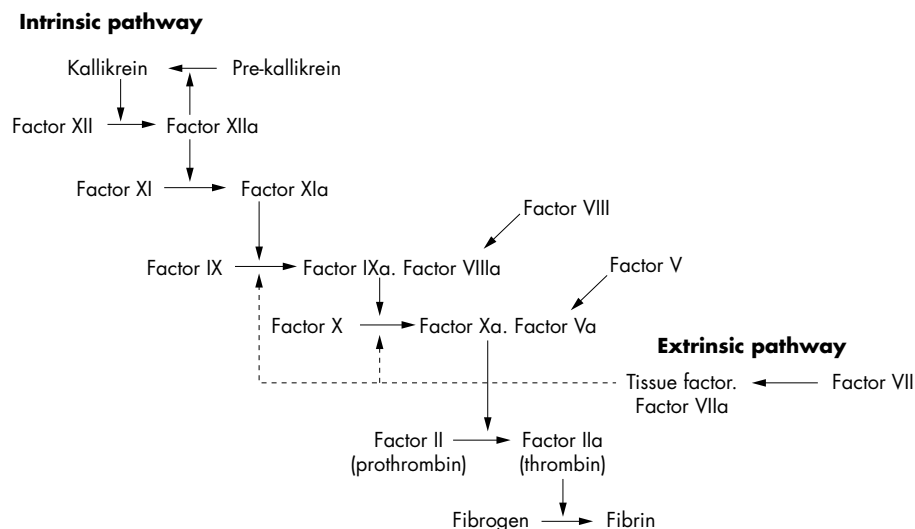 Intrinsic pathway
Kallikrein
Pre-kallikrein
Factor XII
Factor XIIa
Factor XI
Factor XIa
Factor VIII
Factor IX
Factor IXa. Factor VIIIa
Factor V
Factor X
Factor Xa. Factor Va
Extrinsic pathway
Tissue factor.
Factor VIIa
Factor VII
Factor II
(prothrombin)
Factor IIa
(thrombin)
Fibrogen
Fibrin